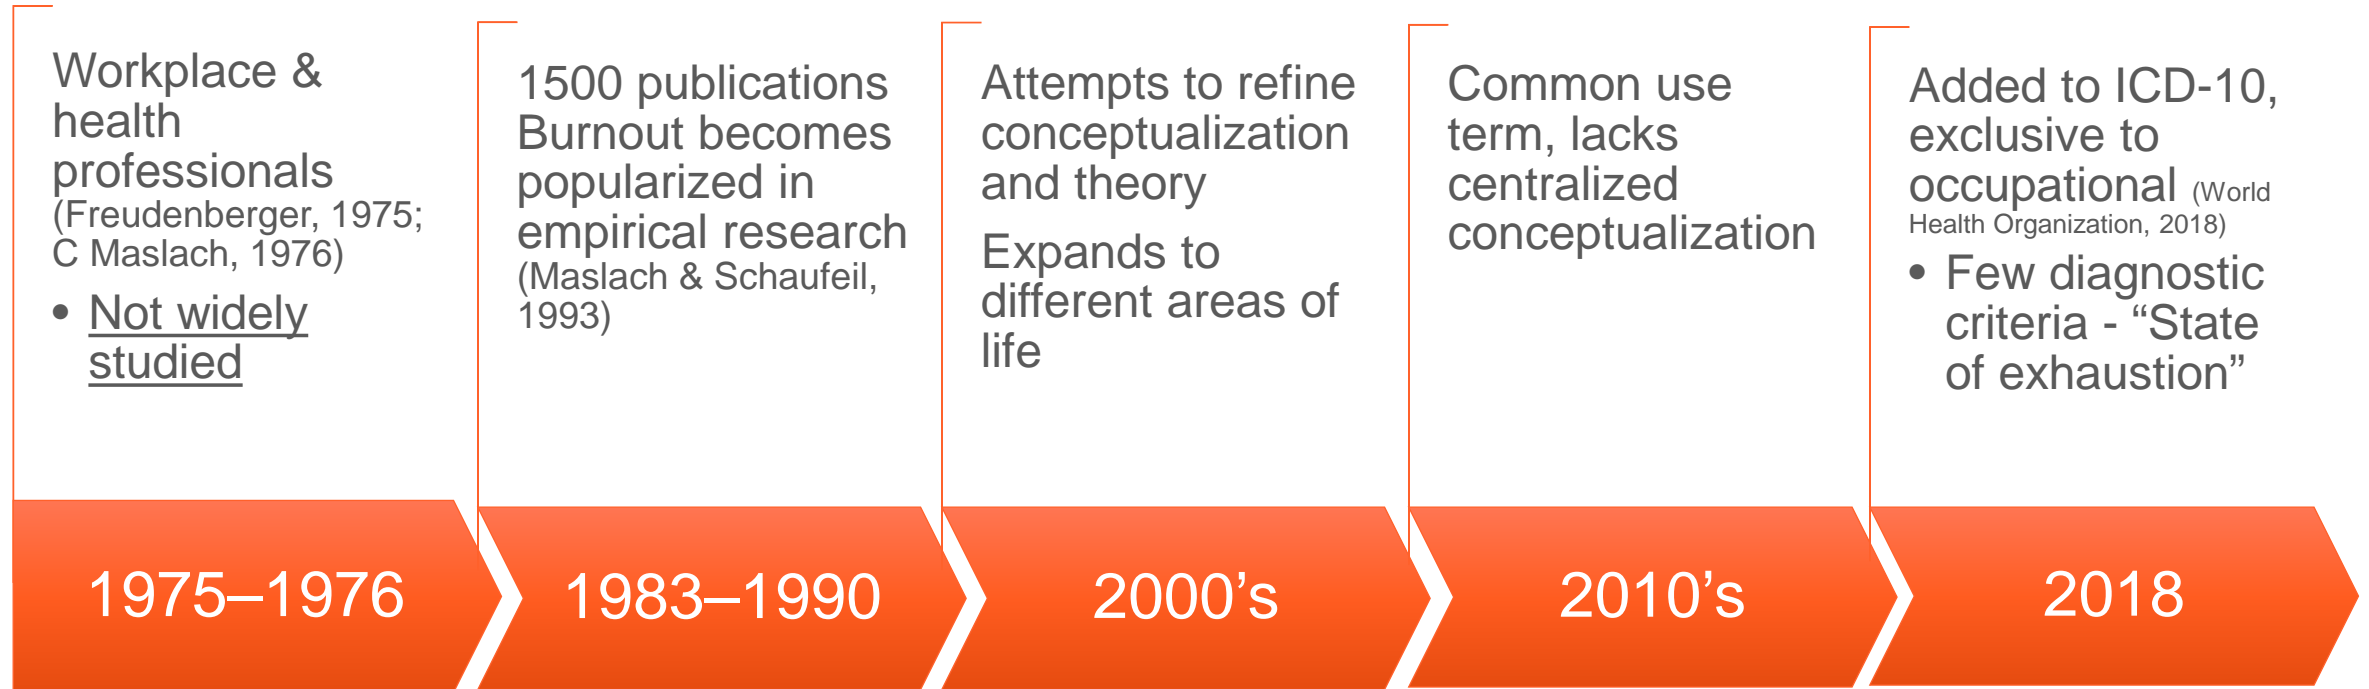 Workplace &
health
professionals
(Freudenberger, 1975;
C Maslach, 1976)
• Not widely
studied
1500 publications
Burnout becomes
popularized in
empirical research
(Maslach & Schaufeil,
1993)
Attempts to refine
conceptualization
and theory
Expands to
different areas of
life
Common use
term, lacks
centralized
conceptualization
Added to ICD-10,
exclusive to
occupational (World
Health Organization, 2018)
• Few diagnostic
criteria - “State
of exhaustion”
1975–1976
1983–1990
2000’s
2010’s
2018